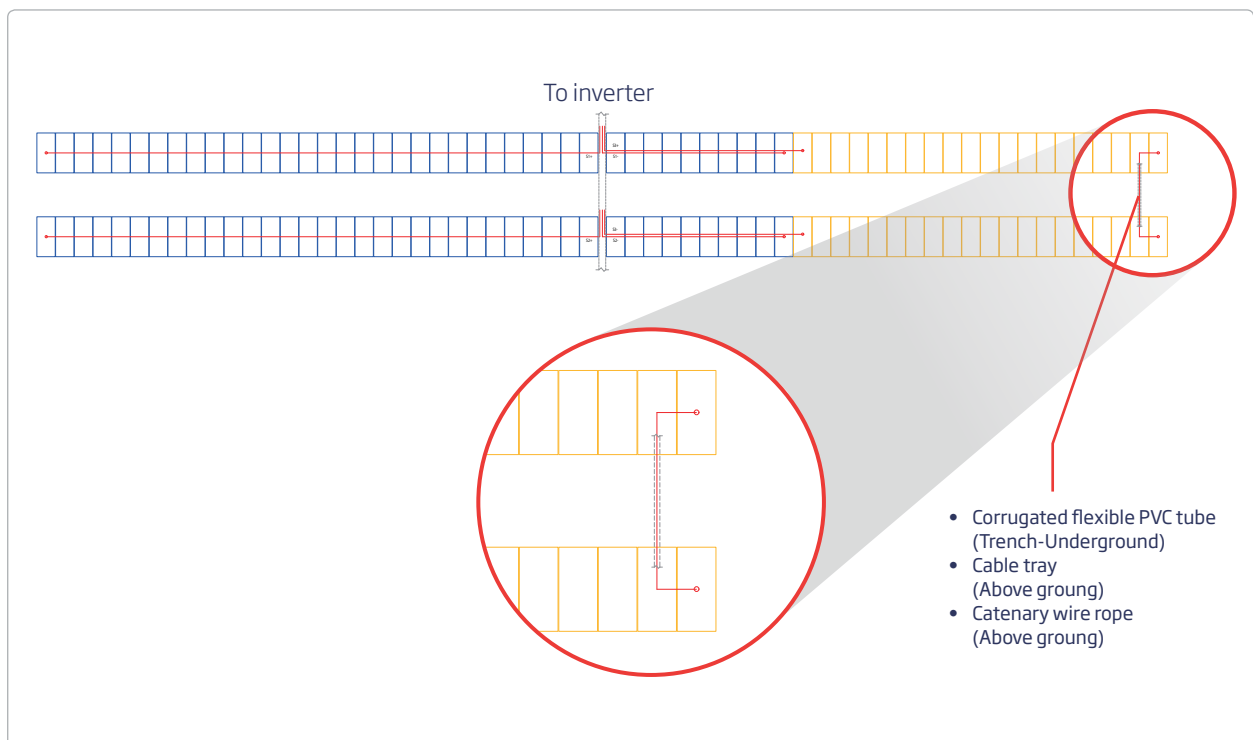 To inverter
• Corrugated flexible PVC tube
(Trench-Underground)
• Cable tray
(Above groung)
• Catenary wire rope
(Above groung)